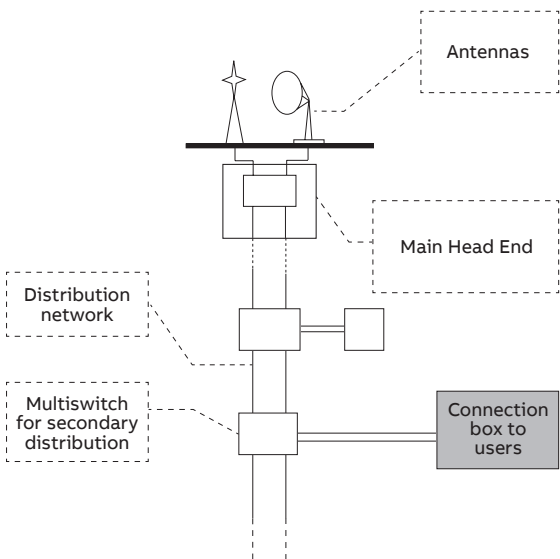 Antennas
Main Head End
Distribution
network
Multiswitch
for secondary
distribution
Connection
box to
users